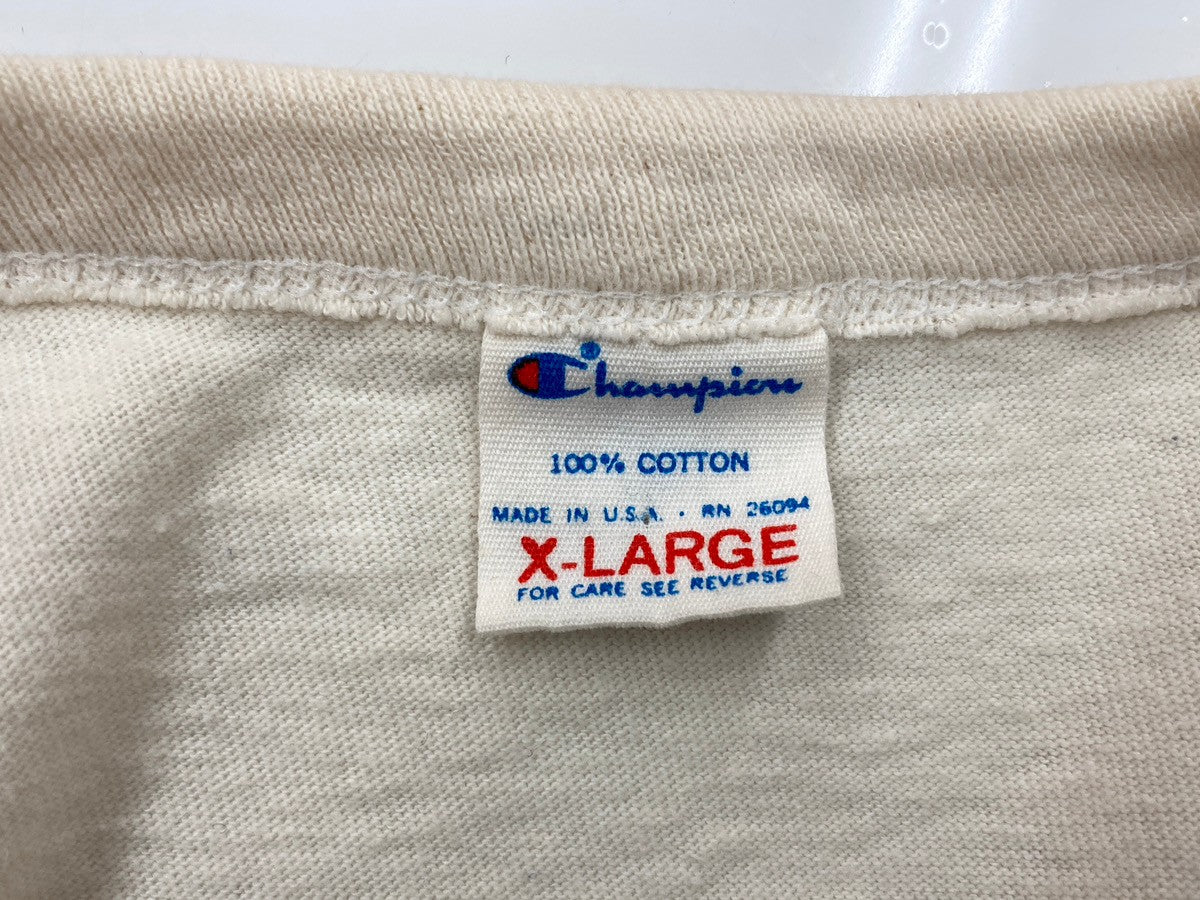 Champion
100% COTTON
MADE IN U.S.A. · RN 26094
X-LARGE
FOR CARE SEE REVERSE